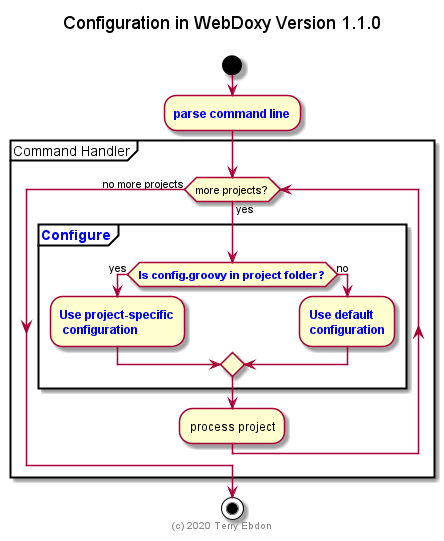 Configuration in WebDoxy Version 1.1.0
parse command line
Command Handler
no more projects
more projects?
yes
Configure
yes
Is config.groovy in project folder?
no
Use project-specific
configuration
Use default
configuration
process project
(c) 2020 Terry Ebdon